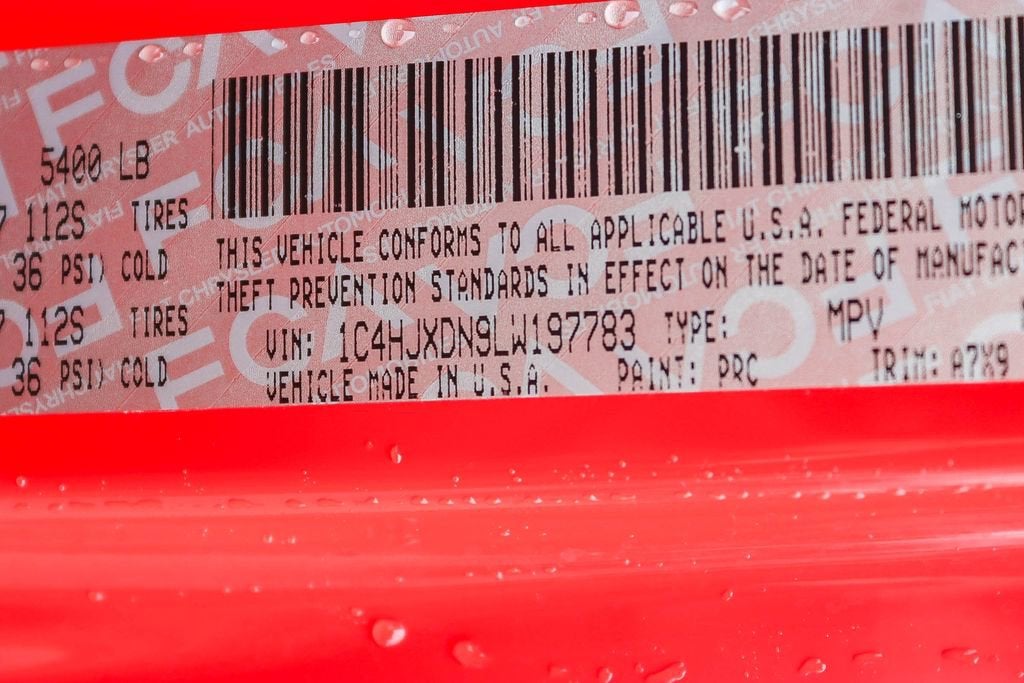 5400 LB
112S TIRES
36 PSI) COLD
112S TIRES
36 PSI) COLD
THIS VEHICLE CONFORMS TO ALL APPLICABLE U.S.A. FEDERAL MOTOR
THEFT PREVENTION STANDARDS IN EFFECT ON THE DATE OF MANUFAC
VIN: 1C4HJXDN9LW197783 TYPE: MPV
VEHICLE MADE IN U.S.A. PAINT: PRC TRIM: A7X9